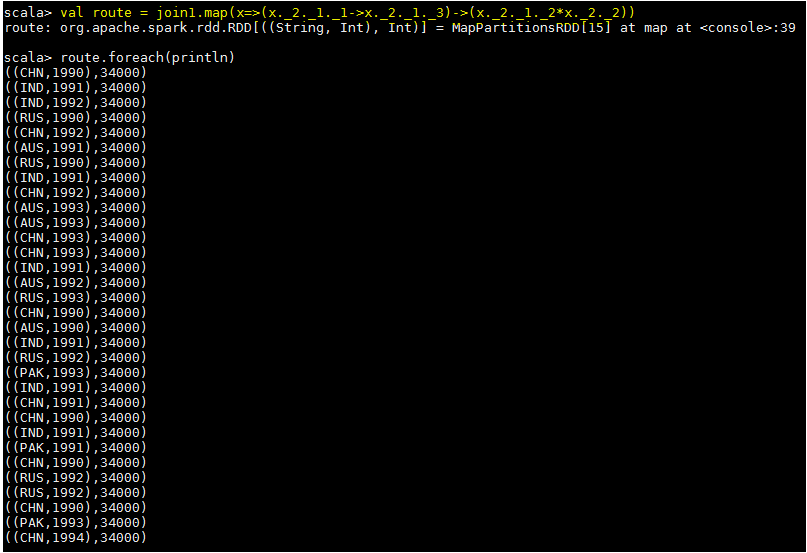 scala> val route = join1.map(x=>(x._2._1._1->x._2._1._3)->(x._2._1._2*x._2._2))
route: org.apache.spark.rdd.RDD[((String, Int), Int)] = MapPartitionsRDD[15] at map at <console>:39
scala> route.foreach(println)
((CHN,1990),34000)
((IND,1991),34000)
((IND,1992),34000)
((RUS,1990),34000)
((CHN,1992),34000)
((AUS,1991),34000)
((RUS,1990),34000)
((IND,1991),34000)
((CHN,1992),34000)
((AUS,1993),34000)
((AUS,1993),34000)
((CHN,1993),34000)
((CHN,1993),34000)
((IND,1991),34000)
((AUS,1992),34000)
((RUS,1993),34000)
((CHN,1990),34000)
((AUS,1990),34000)
((IND,1991),34000)
((RUS,1992),34000)
((PAK,1993),34000)
((IND,1991),34000)
((CHN,1991),34000)
((CHN,1990),34000)
((IND,1991),34000)
((PAK,1991),34000)
((CHN,1990),34000)
((RUS,1992),34000)
((RUS,1992),34000)
((CHN,1990),34000)
((PAK,1993),34000)
((CHN,1994),34000)